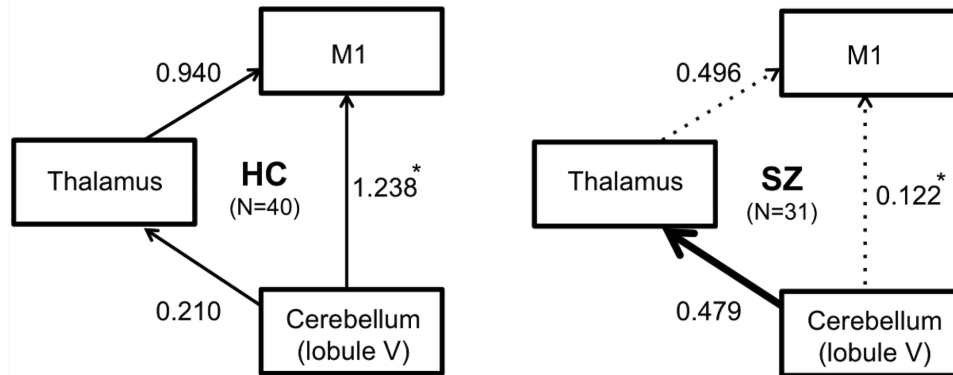 M1
0.940
Thalamus
HC
(N=40)
1.238*
0.210
Cerebellum
(lobule V)
M1
0.496
Thalamus
SZ
(N=31)
0.122*
0.479
Cerebellum
(lobule V)